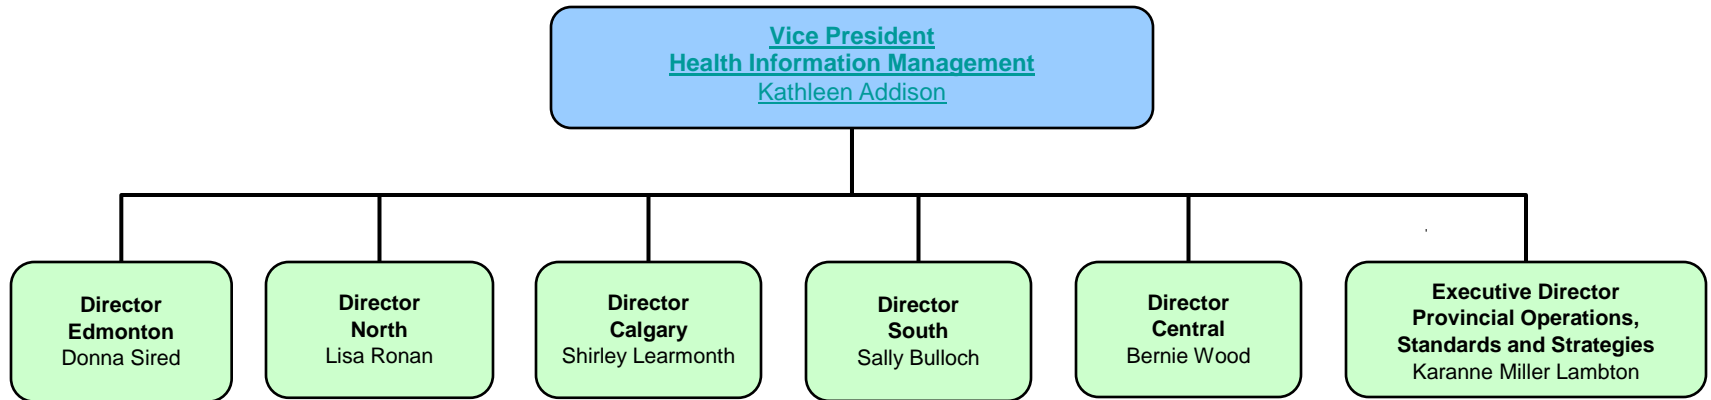 Vice President
Health Information Management
Kathleen Addison
Director
Edmonton
Donna Sired
Director
North
Lisa Ronan
Director
Calgary
Shirley Learmonth
Director
South
Sally Bulloch
Director
Central
Bernie Wood
Executive Director
Provincial Operations,
Standards and Strategies
Karanne Miller Lambton